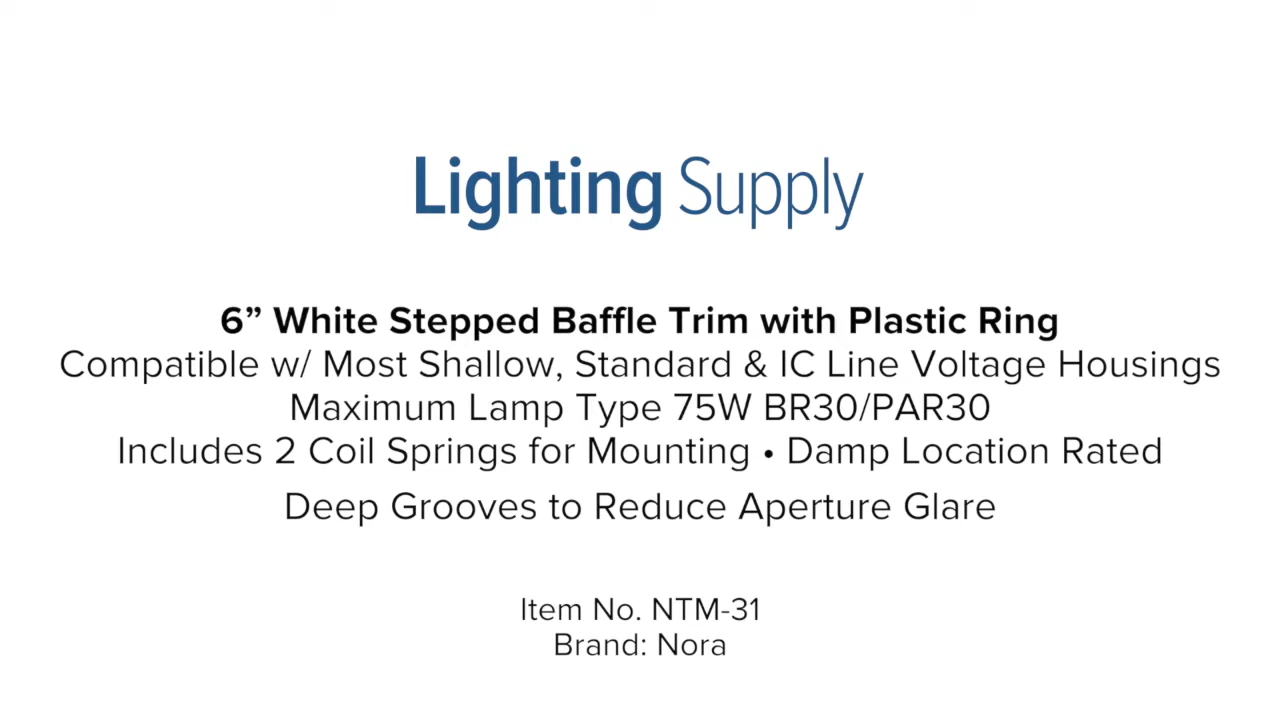 Lighting Supply
6” White Stepped Baffle Trim with Plastic Ring
Compatible w/ Most Shallow, Standard & IC Line Voltage Housings
Maximum Lamp Type 75W BR30/PAR30
Includes 2 Coil Springs for Mounting • Damp Location Rated
Deep Grooves to Reduce Aperture Glare
Item No. NTM-31
Brand: Nora